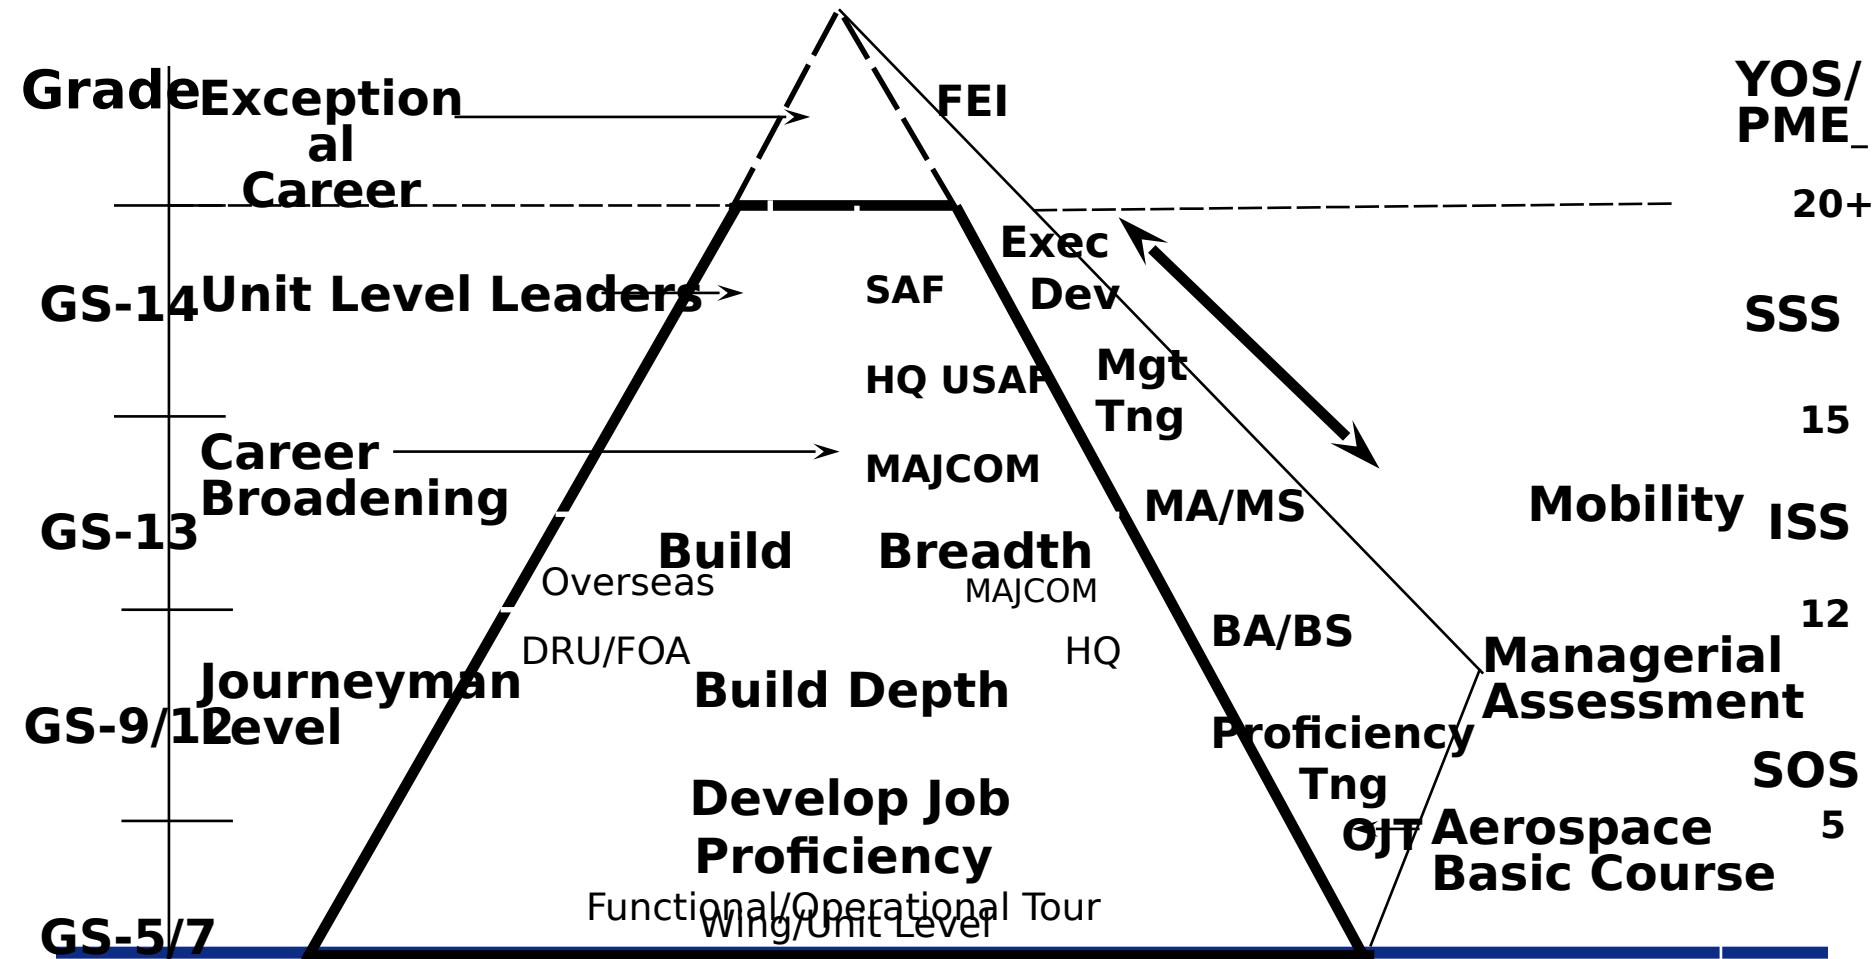 Grade
Exception
al
Career
FEI
YOS/
PME_
20+
GS-14
Unit Level Leaders
SAF
Exec
Dev
SSS
HQ USAF
Mgt
Tng
15
Career
Broadening
MAJCOM
MA/MS
Mobility
ISS
GS-13
Build Breadth
Overseas
MAJCOM
12
DRU/FOA
HQ
BA/BS
Managerial
Assessment
Journeyman
Level
GS-9/12
Build Depth
Proficiency
Tng
SOS
Develop Job
Proficiency
OJT
Aerospace
Basic Course
5
Functional/Operational Tour
Wing/Unit Level
GS-5/7